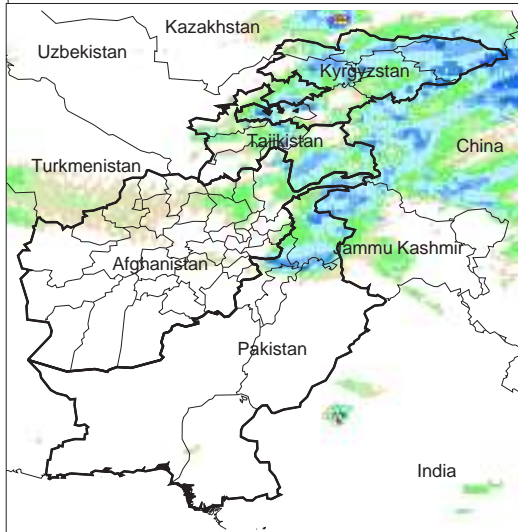 Kazakhstan
Uzbekistan
Kyrgyzstan
Tajikistan
China
Turkmenistan
Jammu Kashmir
Afghanistan
Pakistan
India